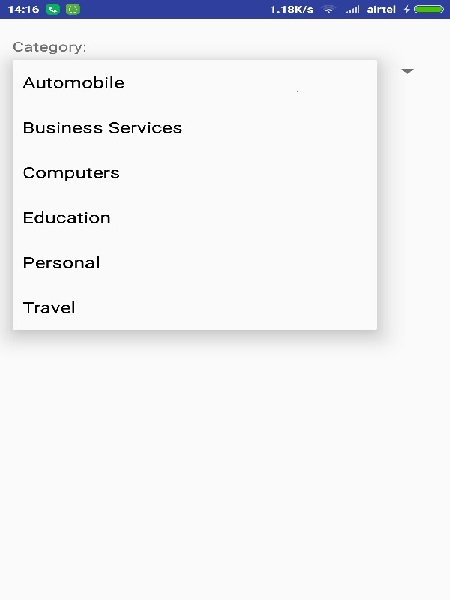 14:16 1.18K/s airtel
Category:
Automobile
Business Services
Computers
Education
Personal
Travel